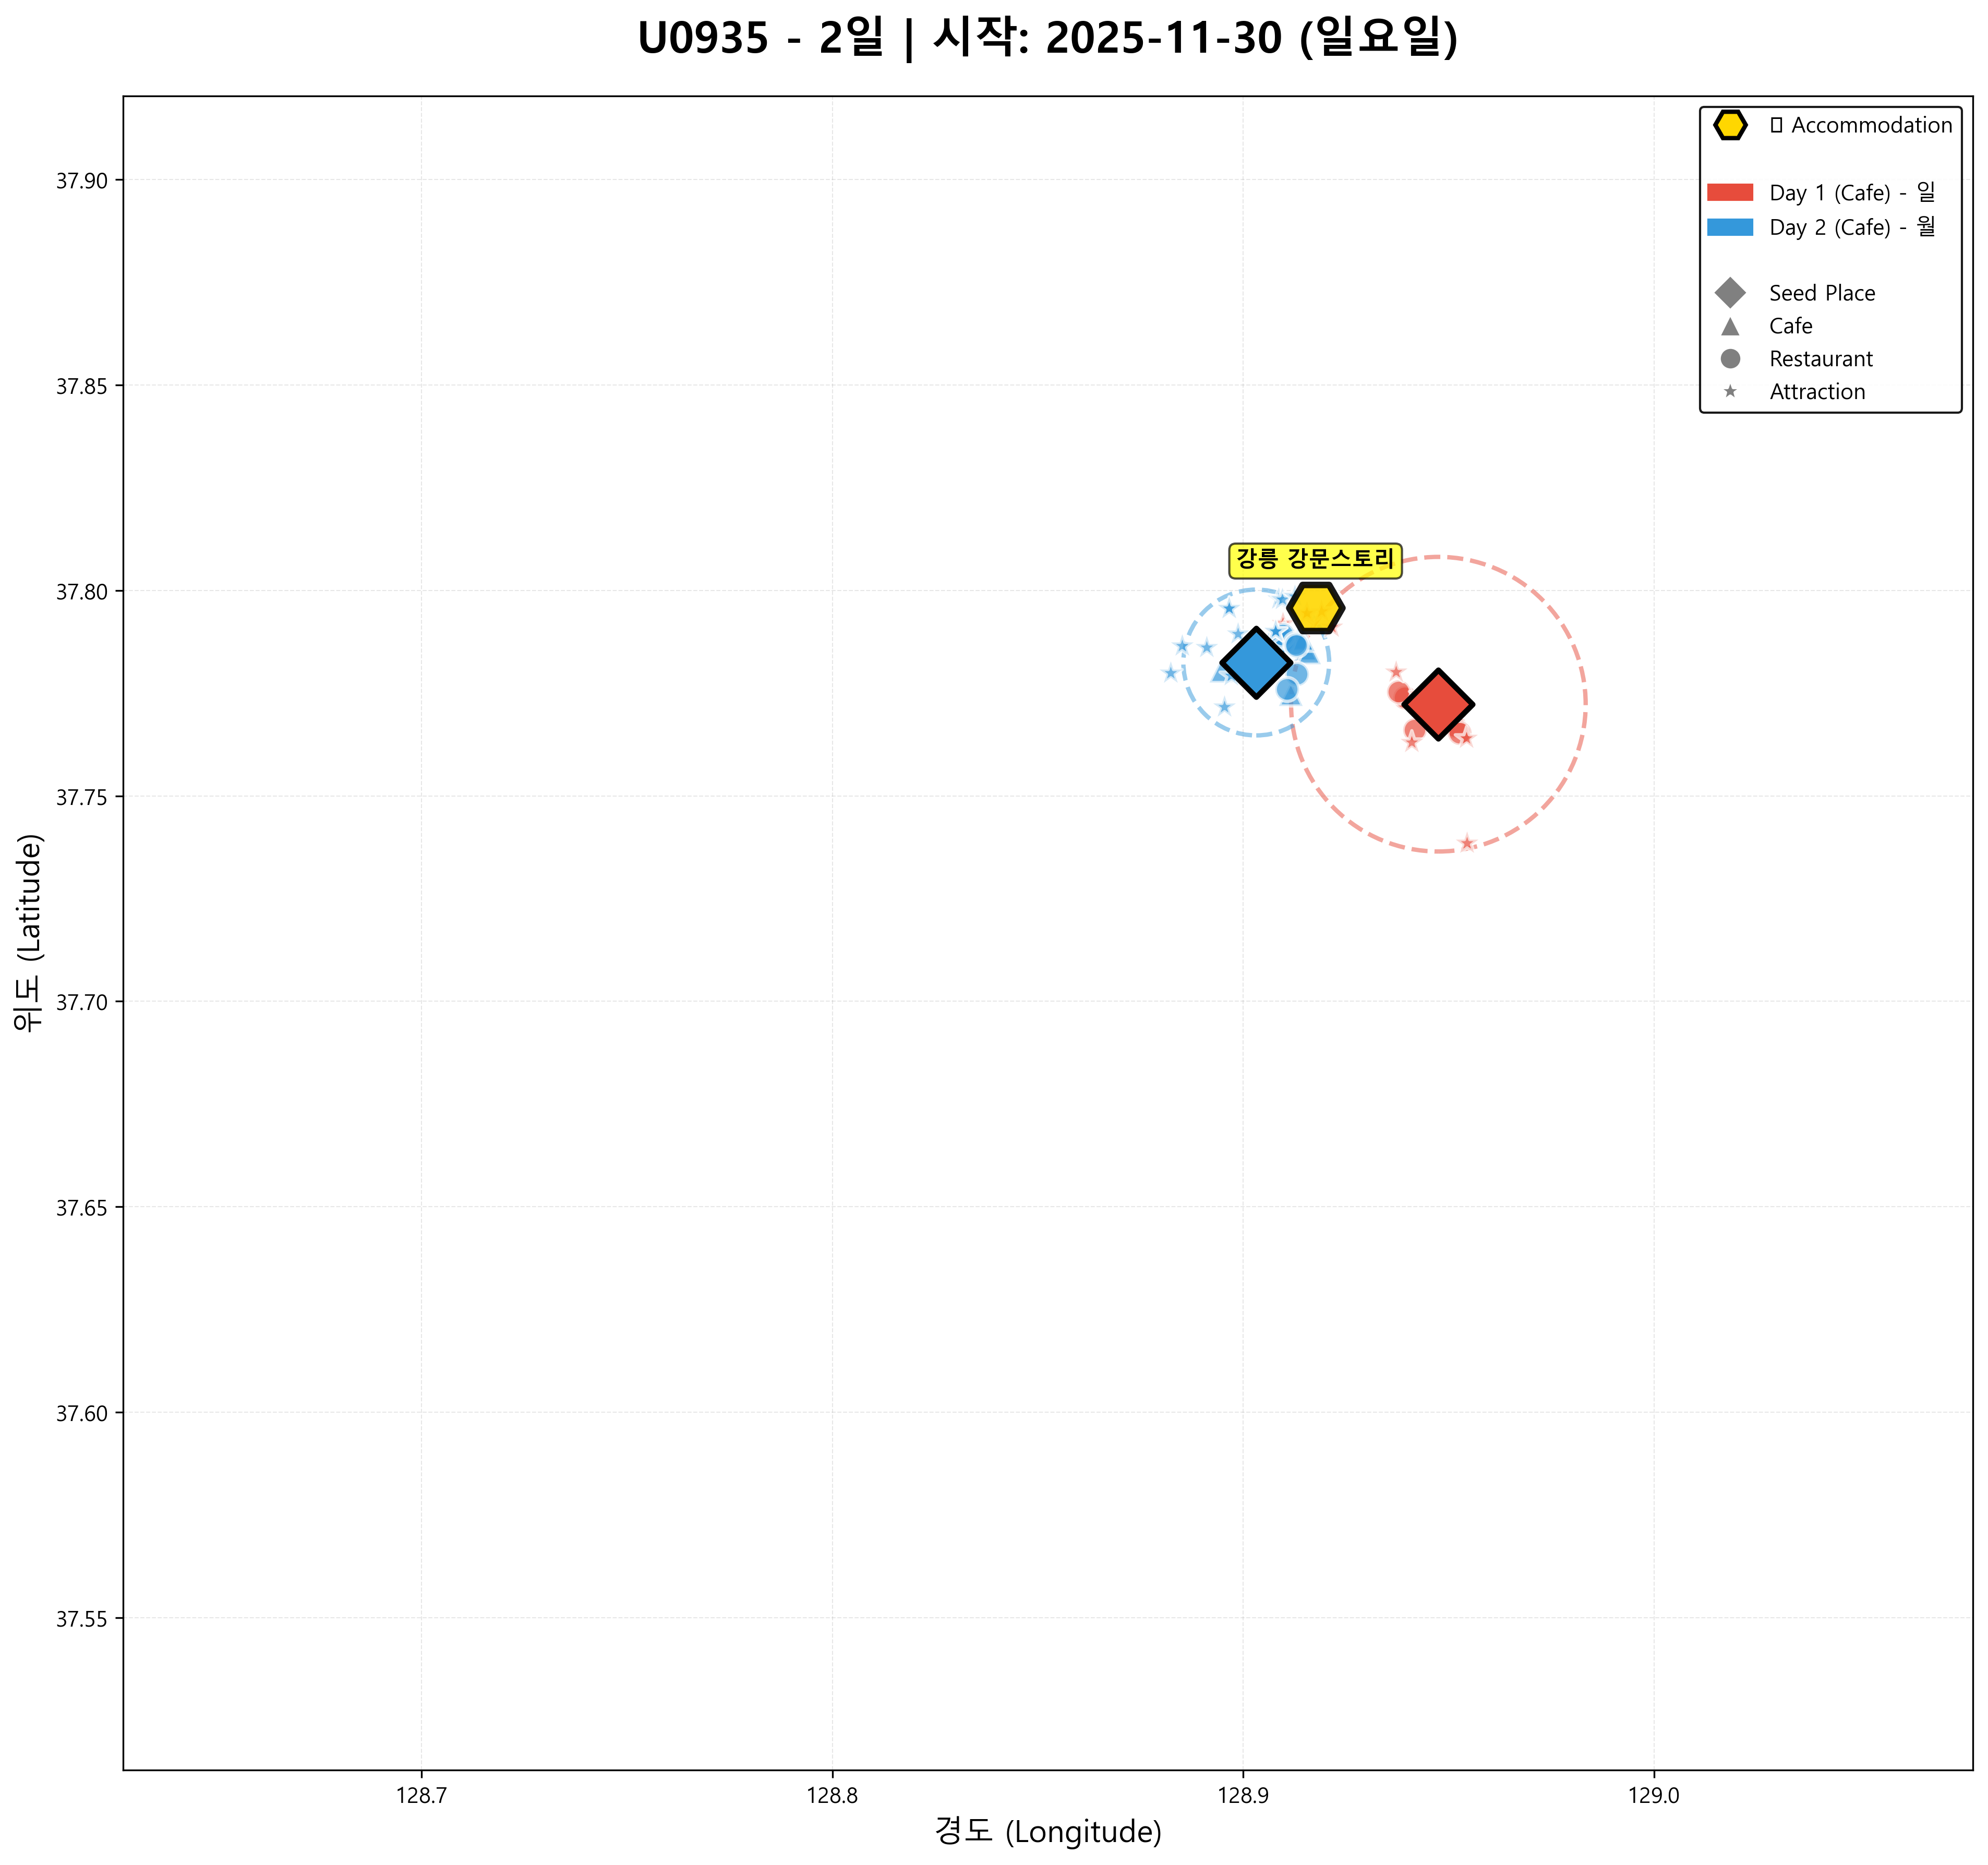 U0935 - 2일 | 시작: 2025-11-30 (일요일)
Accommodation
Day 1 (Cafe) - 일
Day 2 (Cafe) - 월
Seed Place
Cafe
Restaurant
Attraction
강릉 강문스토리
37.90
37.85
37.80
37.75
37.70
37.65
37.60
37.55
위도 (Latitude)
128.7
128.8
128.9
129.0
경도 (Longitude)